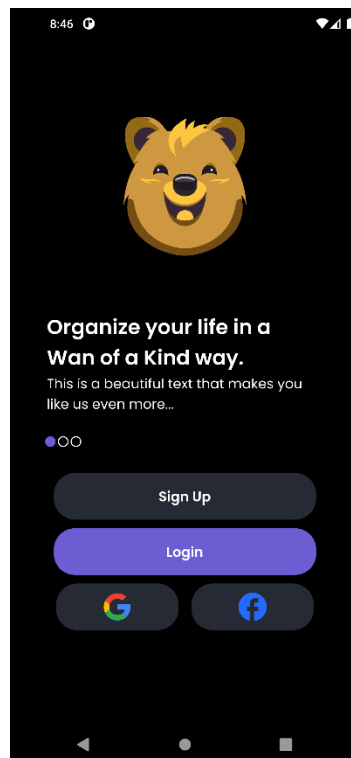 8:46
Organize your life in a
Wan of a Kind way.
This is a beautiful text that makes you
like us even more...
Sign Up
Login